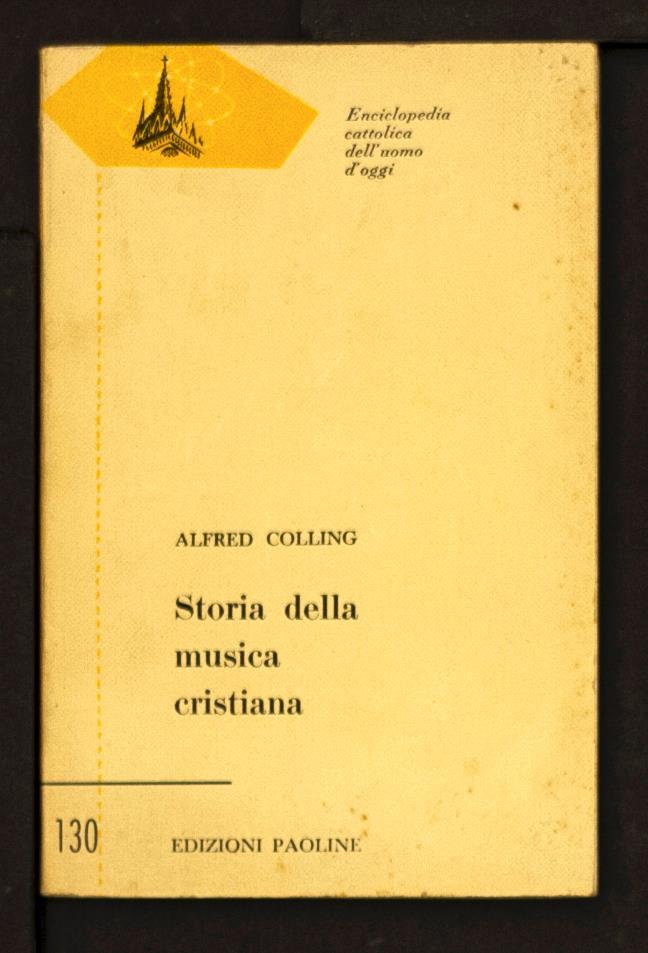 Enciclopedia
cattolica
dell'uomo
d'oggi
ALFRED COLLING
Storia della
musica
cristiana
130
EDIZIONI PAOLINE